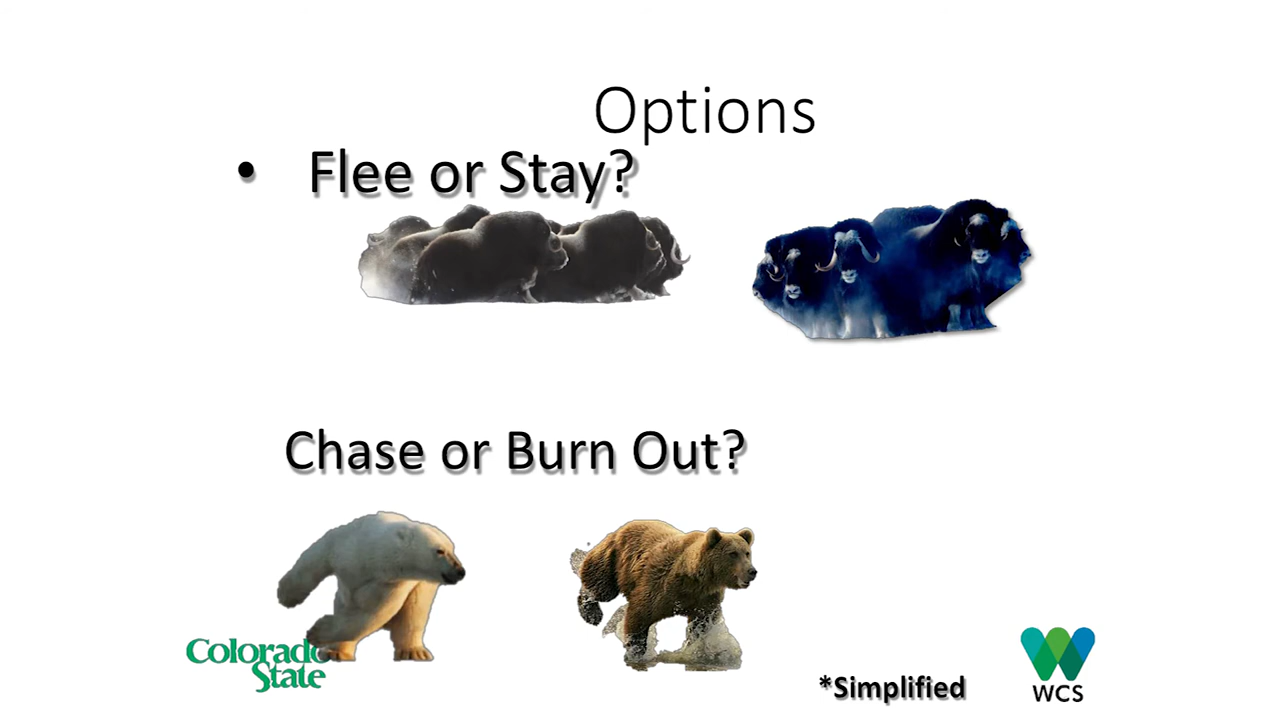 Options
• Flee or Stay?
Chase or Burn Out?
Colorado
State
*Simplified
WCS